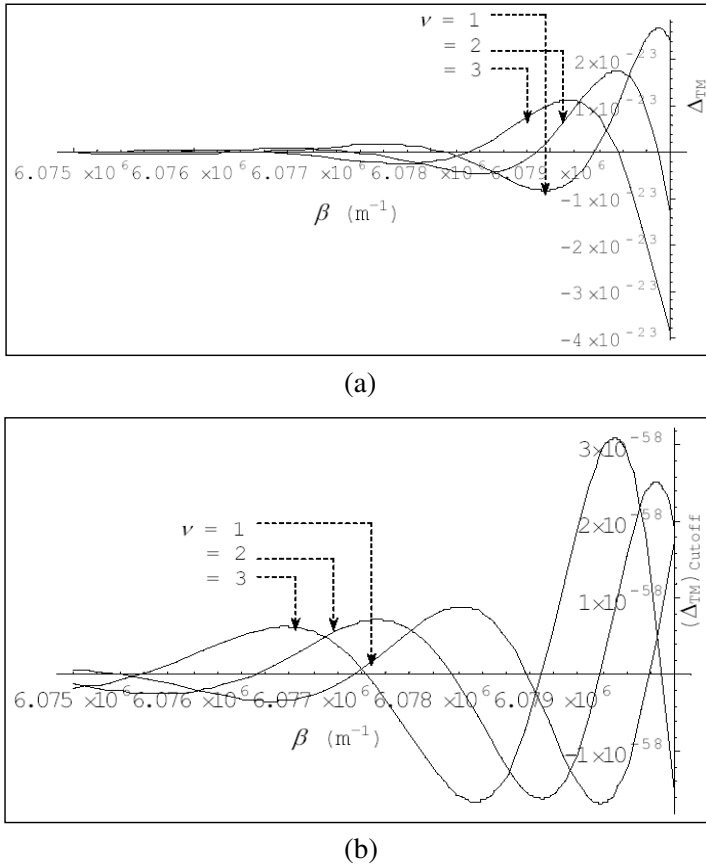 ν = 1
= 2
= 3
2×10⁻²³
1×10⁻²³
Δ_TM
6.075 ×10⁶ 6.076 ×10⁶ 6.077 ×10⁶ 6.078 ×10⁶ 6.079 ×10⁶
β (m⁻¹)
-1×10⁻²³
-2×10⁻²³
-3×10⁻²³
-4×10⁻²³
(a)
3×10⁻⁵⁸
ν = 1
= 2
= 3
2×10⁻⁵⁸
1×10⁻⁵⁸
(Δ_TM) Cutoff
6.075 ×10⁶ 6.076 ×10⁶ 6.077 ×10⁶ 6.078 ×10⁶ 6.079 ×10⁶
β (m⁻¹)
-1×10⁻⁵⁸
(b)